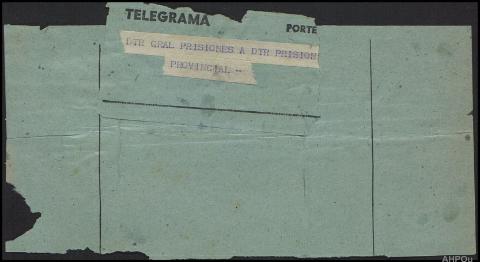 TELEGRAMA
PORTE
DTR GRAL PRISIONES A DTR PRISION
PROVINCIAL -
AHPOu